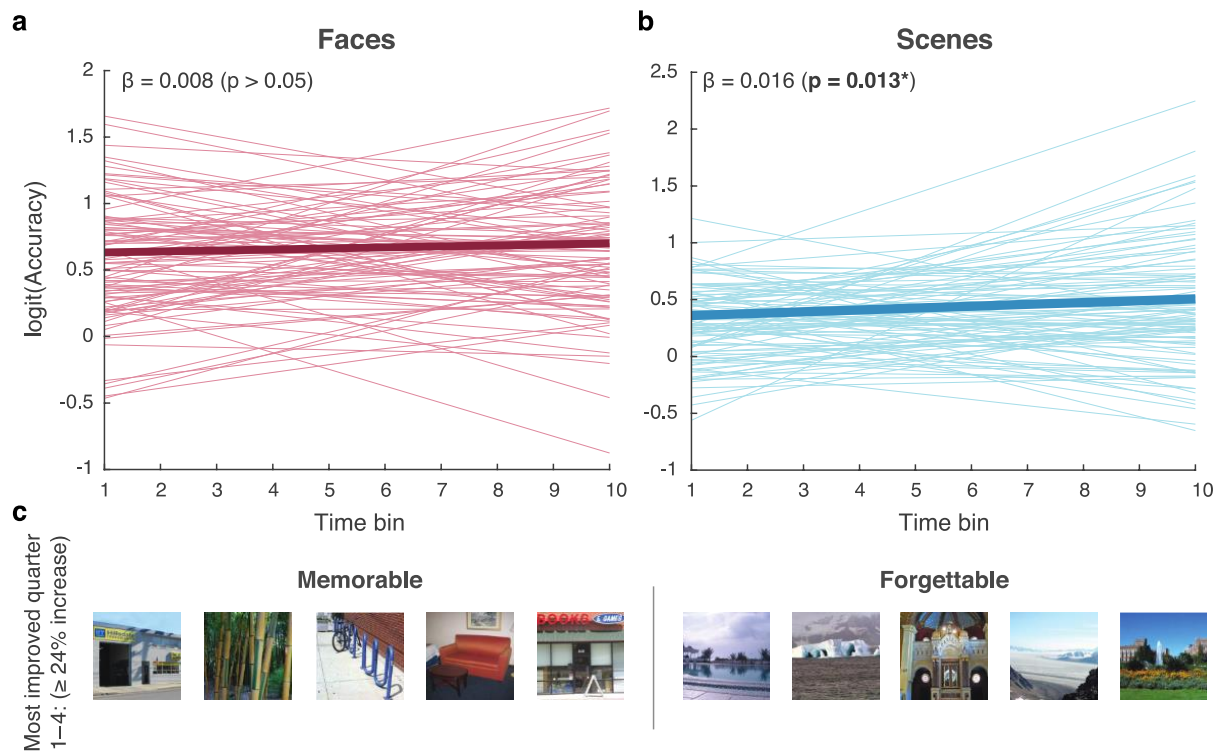 a
Faces
β = 0.008 (p > 0.05)
logit(Accuracy)
2
1.5
1
0.5
0
-0.5
-1
1 2 3 4 5 6 7 8 9 10
Time bin
b
Scenes
β = 0.016 (p = 0.013*)
2.5
2
1.5
1
0.5
0
-0.5
-1
1 2 3 4 5 6 7 8 9 10
Time bin
c
Most improved quarter
1–4: (≥ 24% increase)
Memorable
BOOKS
& GAMES
Forgettable